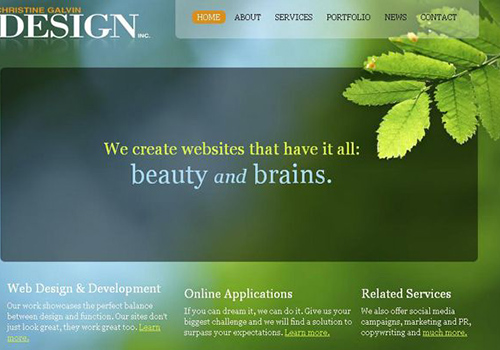 CHRISTINE GALVIN
DESIGN INC.
HOME ABOUT SERVICES PORTFOLIO NEWS CONTACT
We create websites that have it all:
beauty and brains.
Web Design & Development
Our work showcases the perfect balance
between design and function. Our sites don't
just look great, they work great too. Learn
more.
Online Applications
If you can dream it, we can do it. Give us your
biggest challenge and we will find a solution to
surpass your expectations. Learn more.
Related Services
We also offer social media
campaigns, marketing and PR,
copywriting and much more.